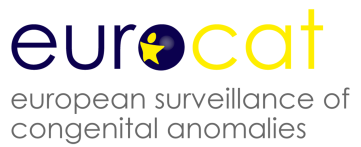 eurocat
european surveillance of
congenital anomalies